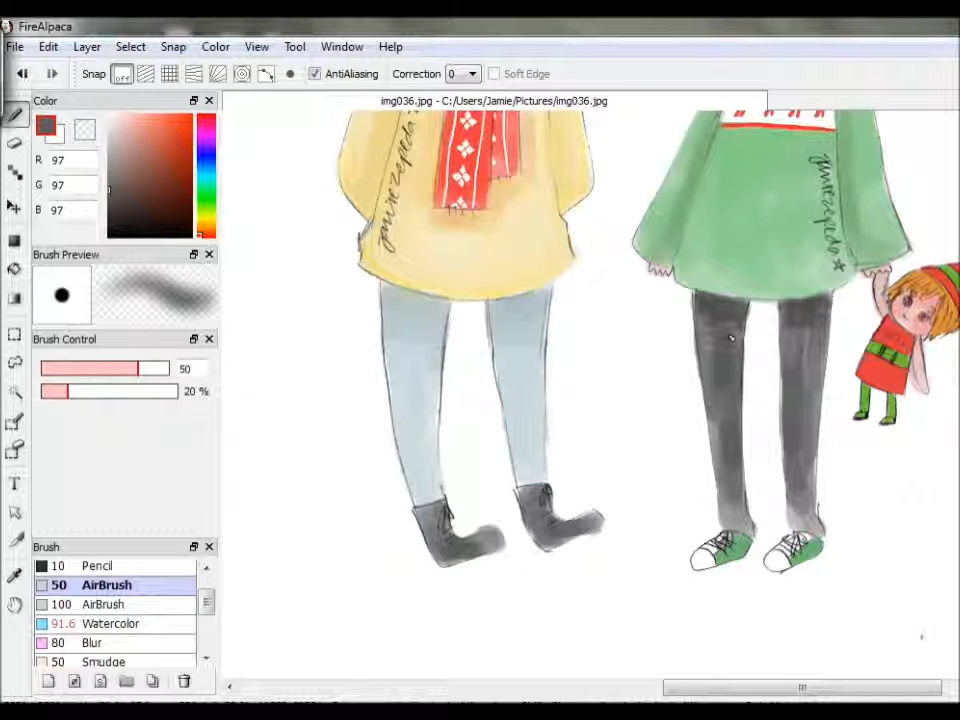 FireAlpaca
File Edit Layer Select Snap Color View Tool Window Help
Snap off AntiAliasing Correction 0 Soft Edge
Color
img036.jpg - C:/Users/Jamie/Pictures/img036.jpg
R 97
G 97
B 97
Brush Preview
Brush Control
50
20 %
Brush
10 Pencil
50 AirBrush
100 AirBrush
91.6 Watercolor
80 Blur
50 Smudge
T